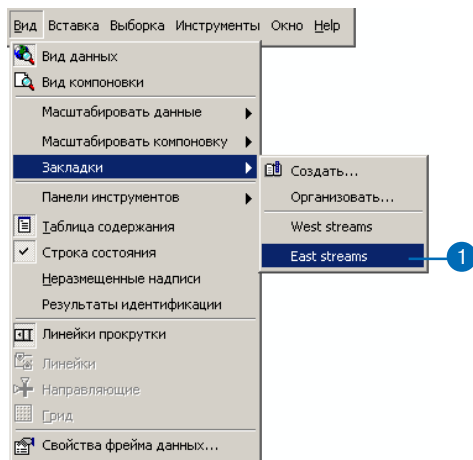 Вид Вставка Выборка Инструменты Окно Help
Вид данных
Вид компоновки
Масштабировать данные
Масштабировать компоновку
Закладки
Панели инструментов
Таблица содержания
Строка состояния
Неразмещенные надписи
Результаты идентификации
Линейки прокрутки
Линейки
Направляющие
Грид
Свойства фрейма данных...
Создать...
Организовать...
West streams
East streams
1